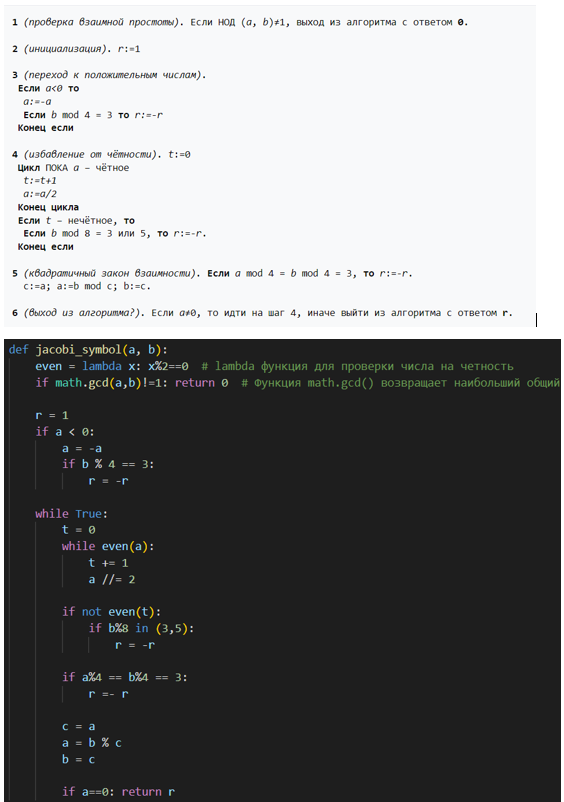 1 (проверка взаимной простоты). Если НОД (a, b)≠1, выход из алгоритма с ответом 0.
2 (инициализация). r:=1
3 (переход к положительным числам).
Если a<0 то
a:=-a
Если b mod 4 = 3 то r:=-r
Конец если
4 (избавление от чётности). t:=0
Цикл ПОКА a – чётное
t:=t+1
a:=a/2
Конец цикла
Если t – нечётное, то
Если b mod 8 = 3 или 5, то r:=-r.
Конец если
5 (квадратичный закон взаимности). Если a mod 4 = b mod 4 = 3, то r:=-r.
c:=a; a:=b mod c; b:=c.
6 (выход из алгоритма?). Если a≠0, то идти на шаг 4, иначе выйти из алгоритма с ответом r.
def jacobi_symbol(a, b):
even = lambda x: x%2==0  # lambda функция для проверки числа на четность
if math.gcd(a,b)!=1: return 0  # Функция math.gcd() возвращает наибольший общий
r = 1
if a < 0:
a = -a
if b % 4 == 3:
r = -r
while True:
t = 0
while even(a):
t += 1
a //= 2
if not even(t):
if b%8 in (3,5):
r = -r
if a%4 == b%4 == 3:
r =- r
c = a
a = b % c
b = c
if a==0: return r